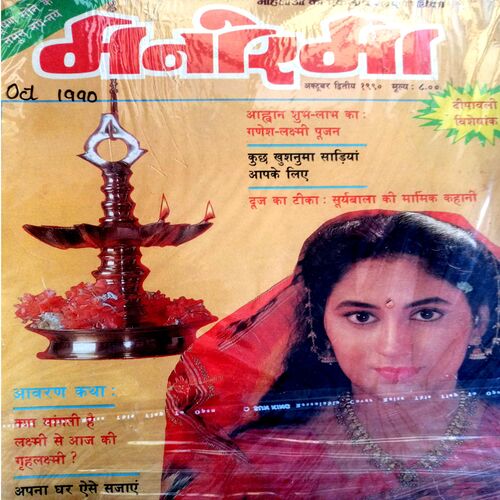 मनोरमा
अक्टूबर द्वितीय १९९० मूल्य : ८.००
Oct 1990
दीपावली
विशेषांक
आह्वान शुभ-लाभ का :
गणेश-लक्ष्मी पूजन
कुछ खुशनुमा साड़ियां
आपके लिए
दूज का टीका : सूर्यबाला की मार्मिक कहानी
आवरण कथा :
क्या मांगती है
लक्ष्मी से आज की
गृहलक्ष्मी ?
अपना घर ऐसे सजाएं